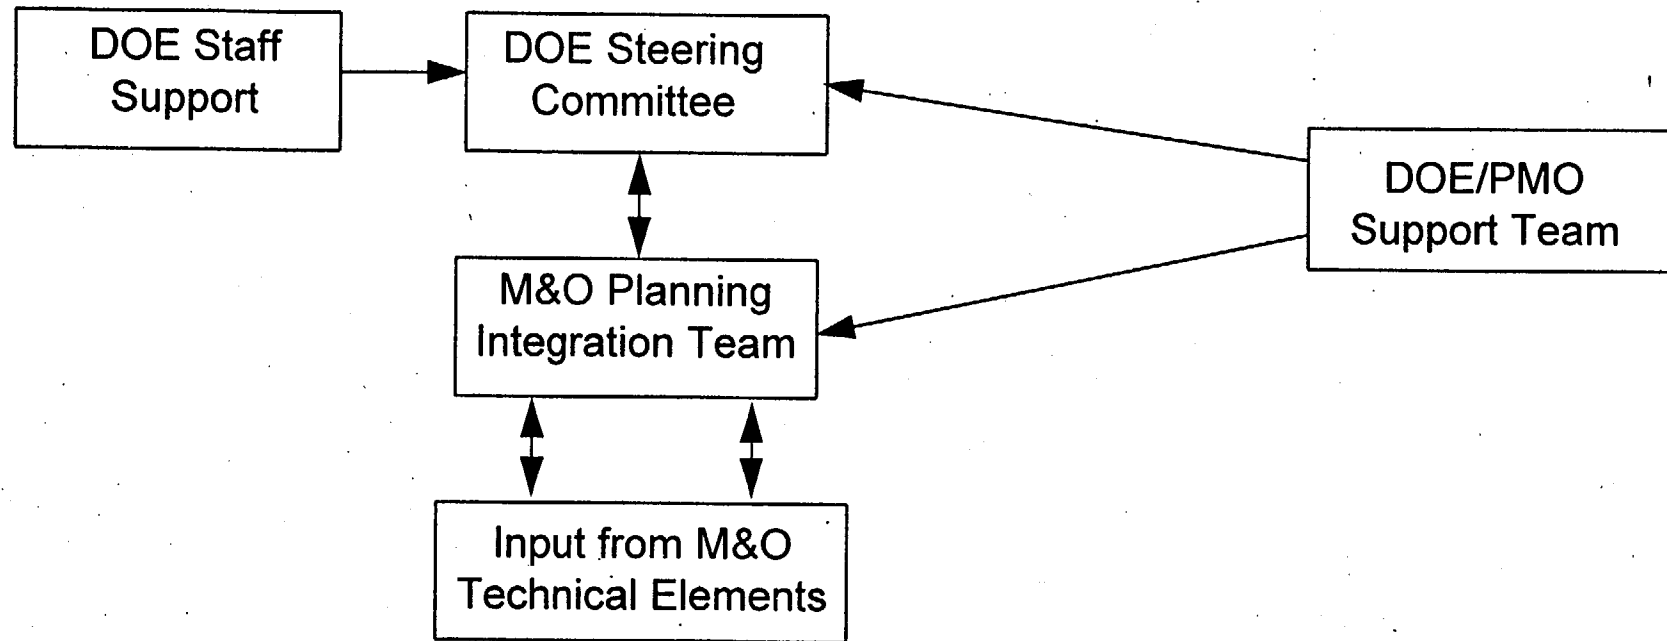 DOE Staff
Support
DOE Steering
Committee
DOE/PMO
Support Team
M&O Planning
Integration Team
Input from M&O
Technical Elements